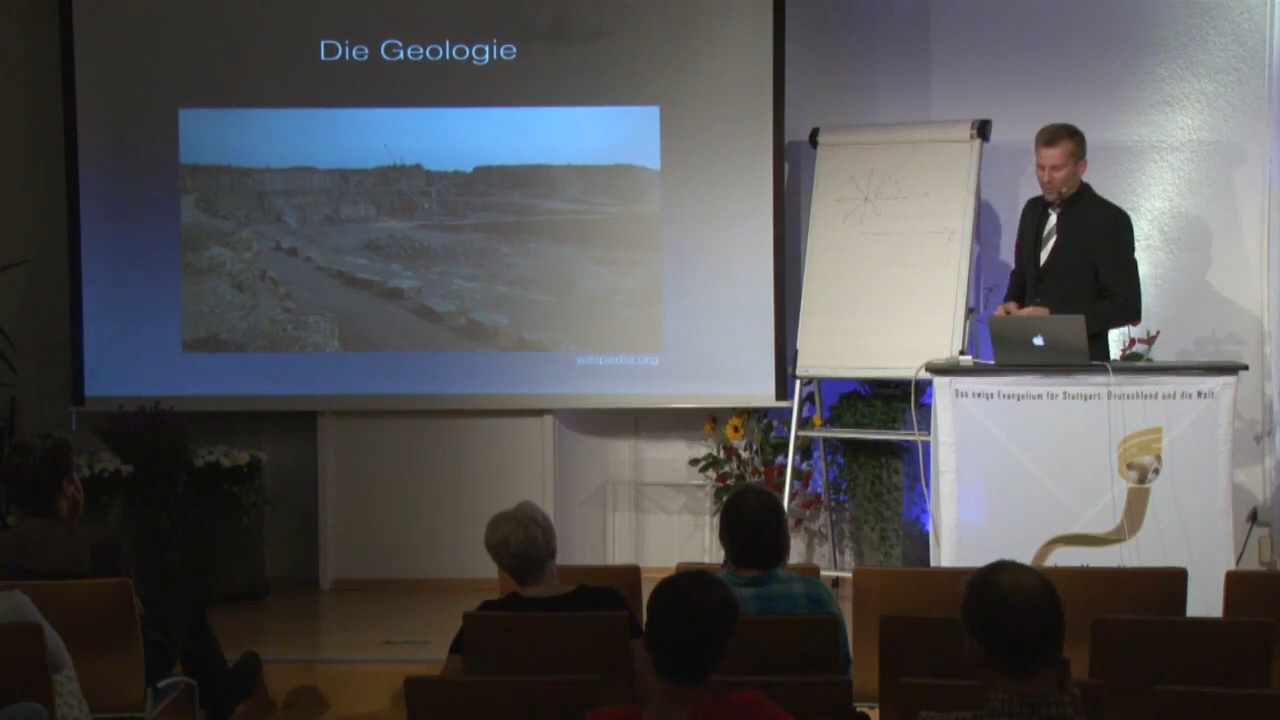 Die Geologie
wikipedia.org
Das ewige Evangelium für Stuttgart, Deutschland und die Welt.